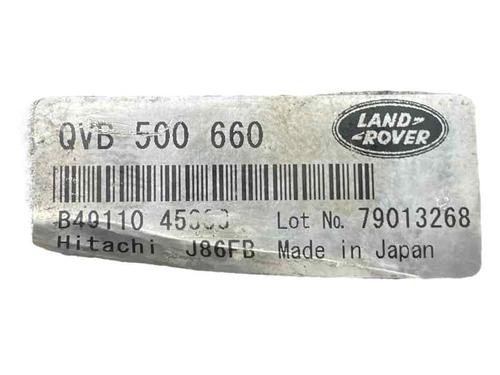 QVB 500 660
LAND-
-ROVER
B49110
Lot No. 79013268
Hitachi J86FB Made in Japan